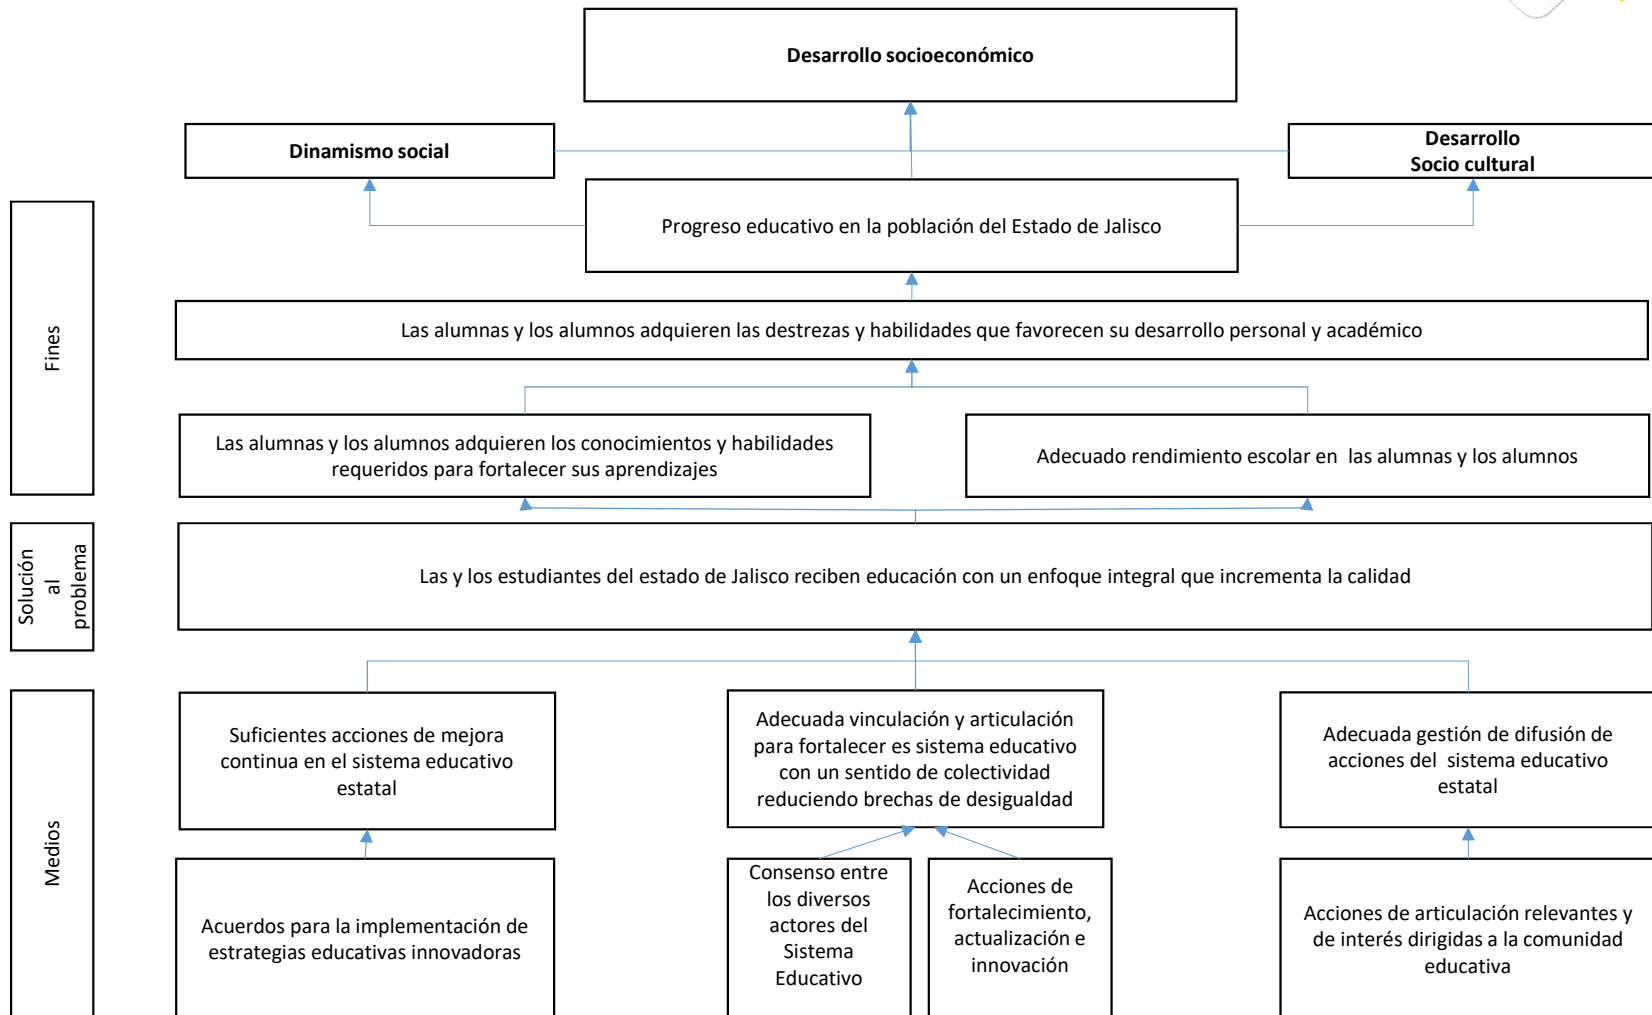 Desarrollo socioeconómico
Dinamismo social
Desarrollo
Socio cultural
Progreso educativo en la población del Estado de Jalisco
Fines
Las alumnas y los alumnos adquieren las destrezas y habilidades que favorecen su desarrollo personal y académico
Las alumnas y los alumnos adquieren los conocimientos y habilidades
requeridos para fortalecer sus aprendizajes
Adecuado rendimiento escolar en las alumnas y los alumnos
Solución
al
problema
Las y los estudiantes del estado de Jalisco reciben educación con un enfoque integral que incrementa la calidad
Medios
Suficientes acciones de mejora
continua en el sistema educativo
estatal
Adecuada vinculación y articulación
para fortalecer es sistema educativo
con un sentido de colectividad
reduciendo brechas de desigualdad
Adecuada gestión de difusión de
acciones del sistema educativo
estatal
Acuerdos para la implementación de
estrategias educativas innovadoras
Consenso entre
los diversos
actores del
Sistema
Educativo
Acciones de
fortalecimiento,
actualización e
innovación
Acciones de articulación relevantes y
de interés dirigidas a la comunidad
educativa